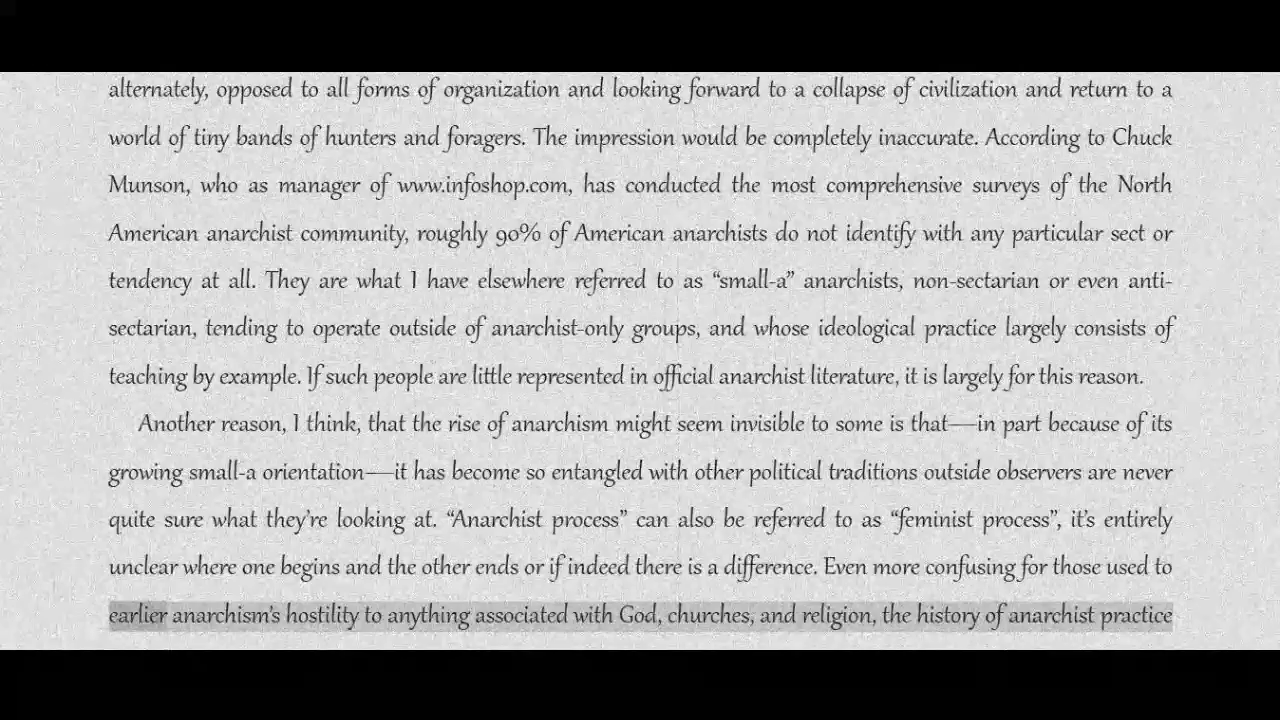 alternately, opposed to all forms of organization and looking forward to a collapse of civilization and return to a
world of tiny bands of hunters and foragers. The impression would be completely inaccurate. According to Chuck
Munson, who as manager of www.infoshop.com, has conducted the most comprehensive surveys of the North
American anarchist community, roughly 90% of American anarchists do not identify with any particular sect or
tendency at all. They are what I have elsewhere referred to as “small-a” anarchists, non-sectarian or even anti-
sectarian, tending to operate outside of anarchist-only groups, and whose ideological practice largely consists of
teaching by example. If such people are little represented in official anarchist literature, it is largely for this reason.
Another reason, I think, that the rise of anarchism might seem invisible to some is that—in part because of its
growing small-a orientation—it has become so entangled with other political traditions outside observers are never
quite sure what they’re looking at. “Anarchist process” can also be referred to as “feminist process”, it’s entirely
unclear where one begins and the other ends or if indeed there is a difference. Even more confusing for those used to
earlier anarchism’s hostility to anything associated with God, churches, and religion, the history of anarchist practice